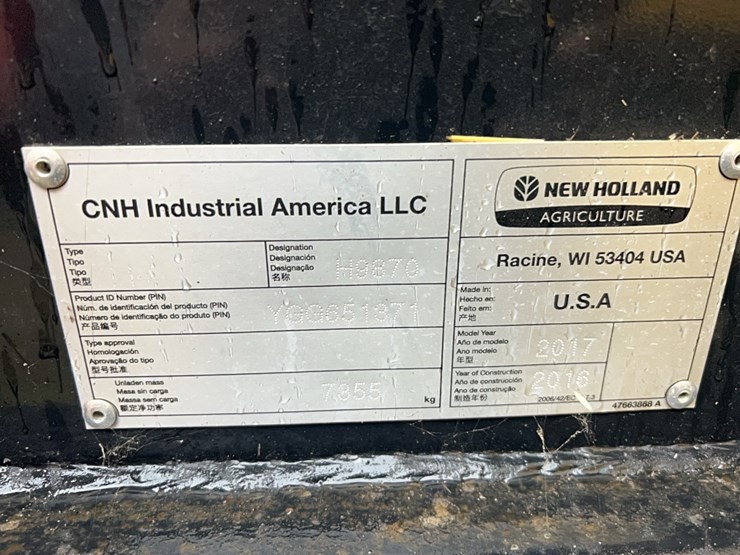 CNH Industrial America LLC
NEW HOLLAND
AGRICULTURE
Racine, WI 53404 USA
Type
Tipo
Tipo
类型
Designation
Designación
Designação
名称
H9870
Product ID Number (PIN)
Núm. de identificación del producto (PIN)
Número de identificação do produto (PIN)
产品编号
YGG651371
Made in:
Hecho en:
Feito em:
产地
U.S.A
Type approval
Homologación
Aprovação do tipo
型号批准
Model Year
Año de modelo
Ano modelo
年型
2017
Unladen mass
Masa sin carga
Massa sem carga
额定净功率
7355 kg
Year of Construction
Año de construcción
Ano de construção
制造年份
2016
47663868 A